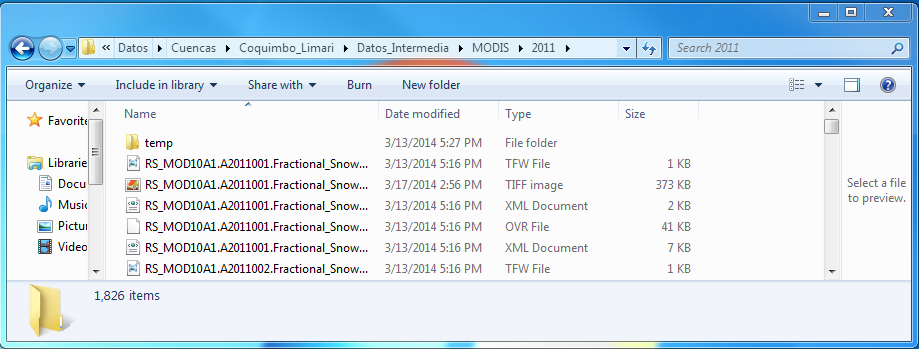 « Datos Cuencas Coquimbo_Limari Datos_Intermedia MODIS 2011 Search 2011
Organize Include in library Share with Burn New folder
Favorite
Librarie
Docu
Music
Pictur
Video
Name Date modified Type Size
temp 3/13/2014 5:27 PM File folder
RS_MOD10A1.A2011001.Fractional_Snow... 3/13/2014 5:16 PM TFW File 1 KB
RS_MOD10A1.A2011001.Fractional_Snow... 3/17/2014 2:56 PM TIFF image 373 KB
RS_MOD10A1.A2011001.Fractional_Snow... 3/13/2014 5:16 PM XML Document 2 KB
RS_MOD10A1.A2011001.Fractional_Snow... 3/13/2014 5:16 PM OVR File 41 KB
RS_MOD10A1.A2011001.Fractional_Snow... 3/13/2014 5:16 PM XML Document 7 KB
RS_MOD10A1.A2011002.Fractional_Snow... 3/13/2014 5:16 PM TFW File 1 KB
Select a file
to preview.
1,826 items